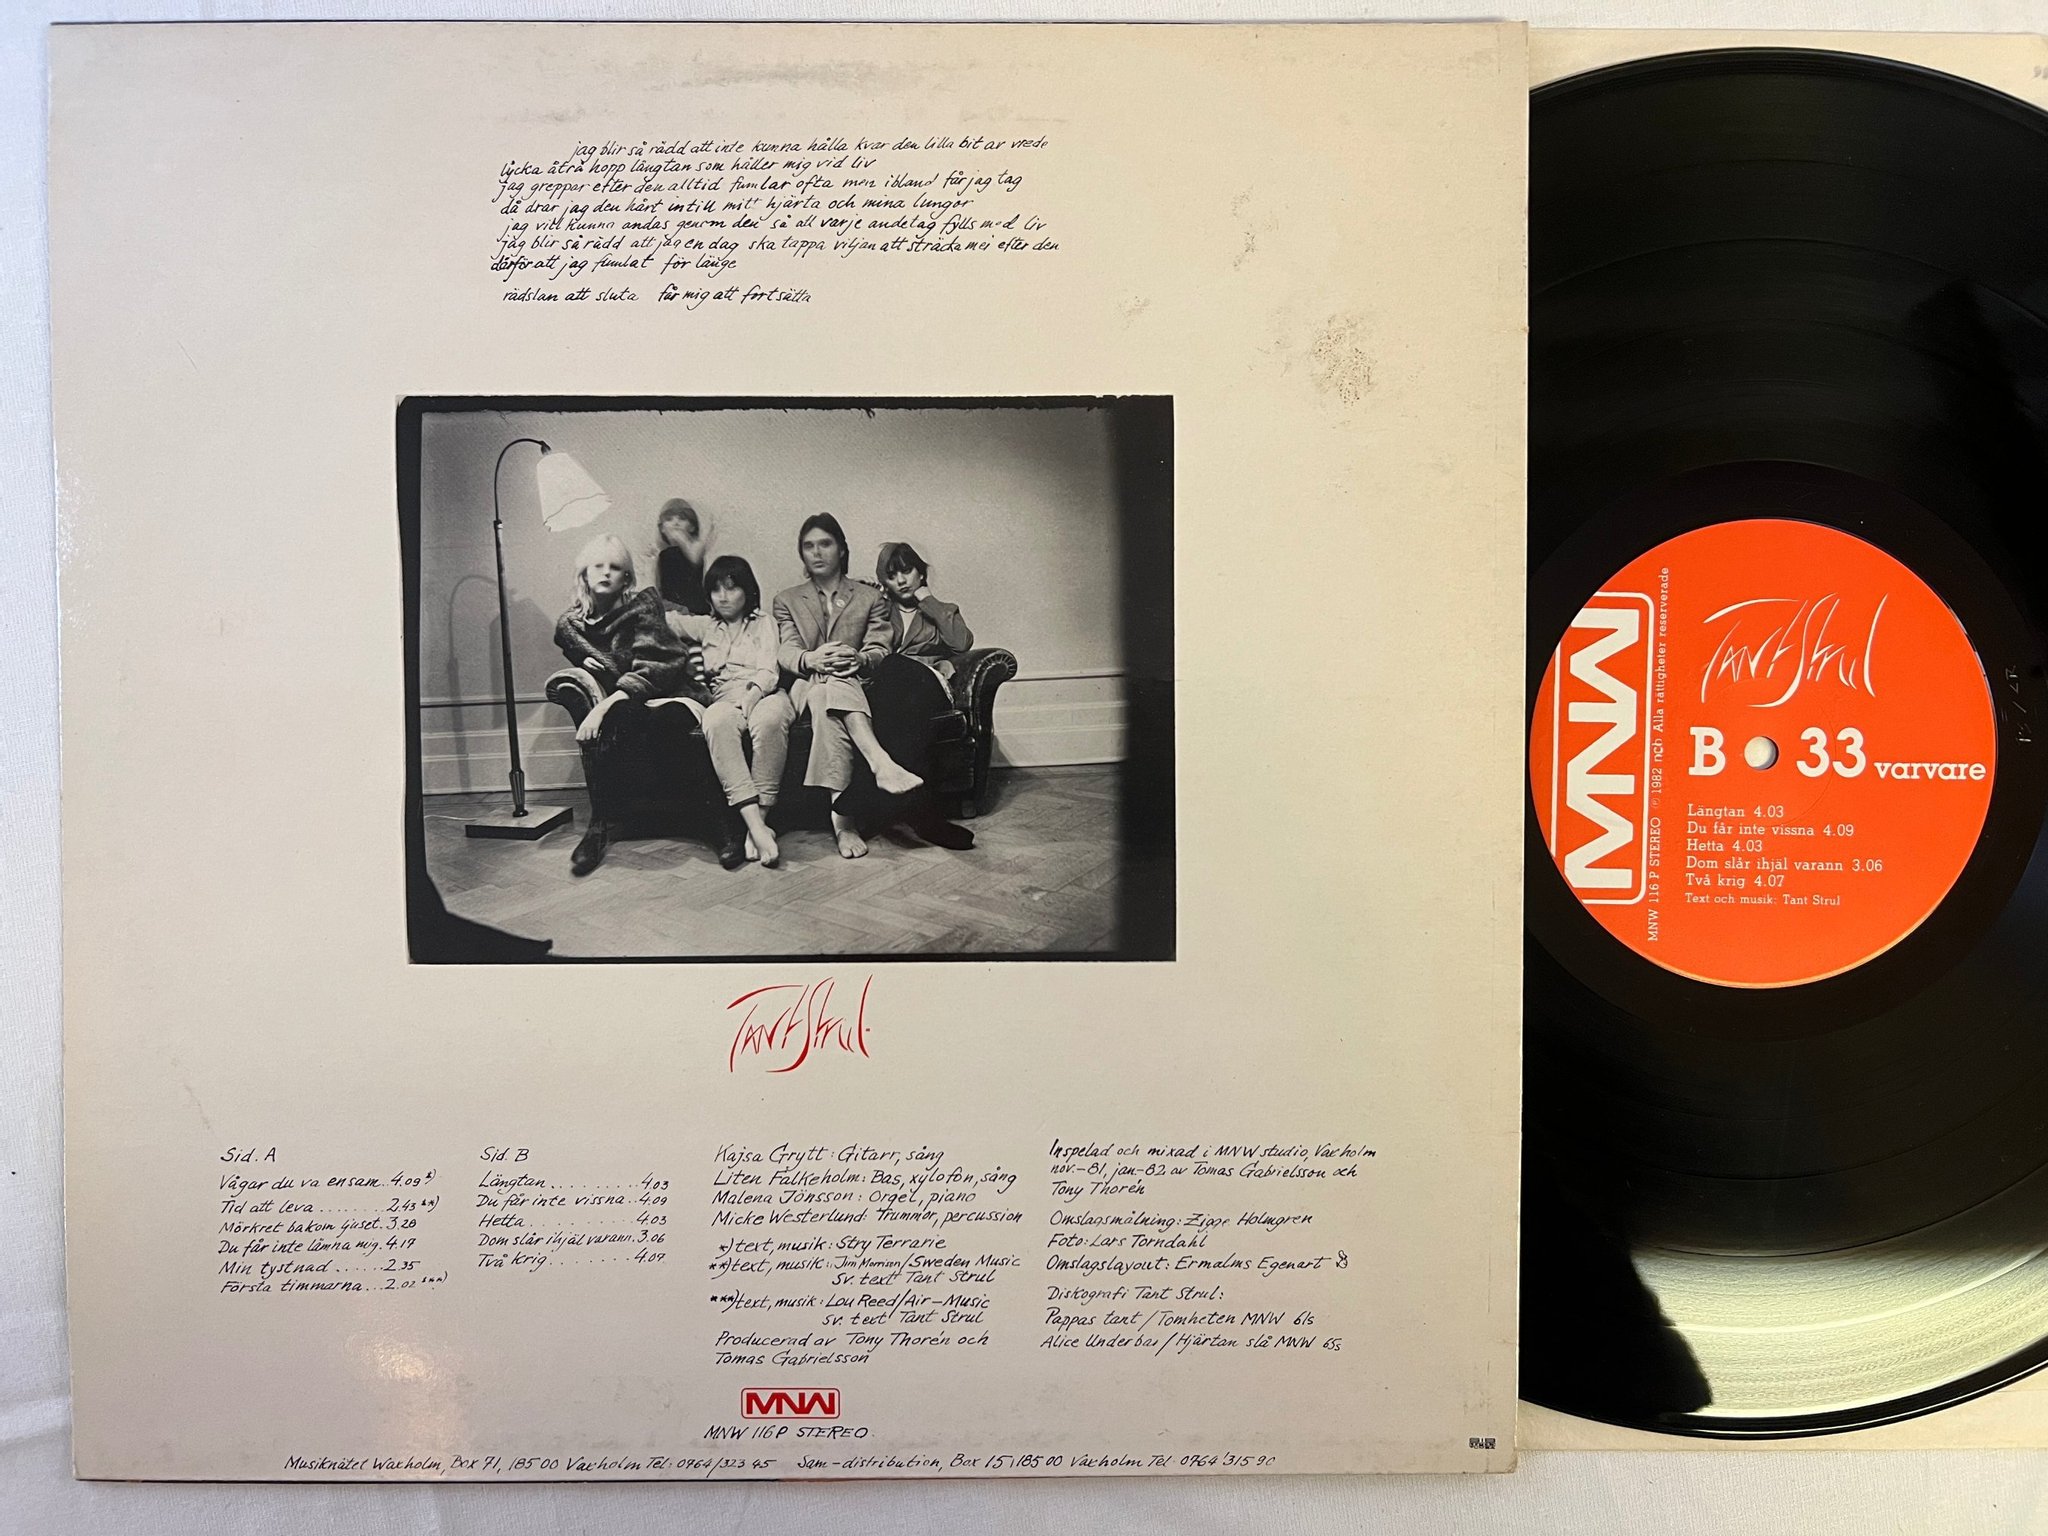 jag blir så rädd att inte kunna hålla kvar den lilla bit av vrede
lycka åtrå hopp längtan som håller mig vid liv
jag greppar efter den alltid fumlar ofta men ibland får jag tag
då drar jag den hårt intill mitt hjärta och mina lungor
jag vill kunna andas genom den så att varje andetag fylls med liv
jag blir så rädd att jag en dag ska tappa viljan att sträcka mej efter den
därför att jag fumlat för länge
rädslan att sluta får mig att fortsätta
Tant Strul
Sid. A
Vågar du va ensam..4.09 *)
Tid att leva........2.43 **)
Mörkret bakom ljuset.3.28
Du får inte lämna mig.4.17
Min tystnad......2.35
Första timmarna...2.02 ***)
Sid. B
Längtan.........4.03
Du får inte vissna..4.09
Hetta...........4.03
Dom slår ihjäl varann.3.06
Två krig........4.07
Kajsa Grytt: Gitarr, sång
Liten Falkeholm: Bas, xylofon, sång
Malena Jönsson: Orgel, piano
Micke Westerlund: Trummor, percussion
*) text, musik: Stry Terrarie
**) text, musik: Jim Morrison/Sweden Music
sv. text Tant Strul
***) text, musik: Lou Reed/Air-Music
sv. text Tant Strul
Producerad av Tony Thorén och
Tomas Gabrielsson
Inspelad och mixad i MNW studio, Vaxholm
nov.-81, jan-82 av Tomas Gabrielsson och
Tony Thorén
Omslagsmålning: Zigge Holmgren
Foto: Lars Torndahl
Omslagslayout: Ermalms Egenart
Diskografi Tant Strul:
Pappas tant/Tomheten MNW 61s
Alice Underbar/Hjärtan slå MNW 65s
MNW
MNW 116P STEREO
Musiknätet Waxholm, Box 71, 185 00 Vaxholm Tel: 0764/323 45 Sam-distribution, Box 15, 185 00 Vaxholm Tel: 0764/315 90
MNW
MNW 116 P STEREO ℗ 1982 och Alla rättigheter reserverade
Tant Strul
B 33 varvare
Längtan 4.03
Du får inte vissna 4.09
Hetta 4.03
Dom slår ihjäl varann 3.06
Två krig 4.07
Text och musik: Tant Strul